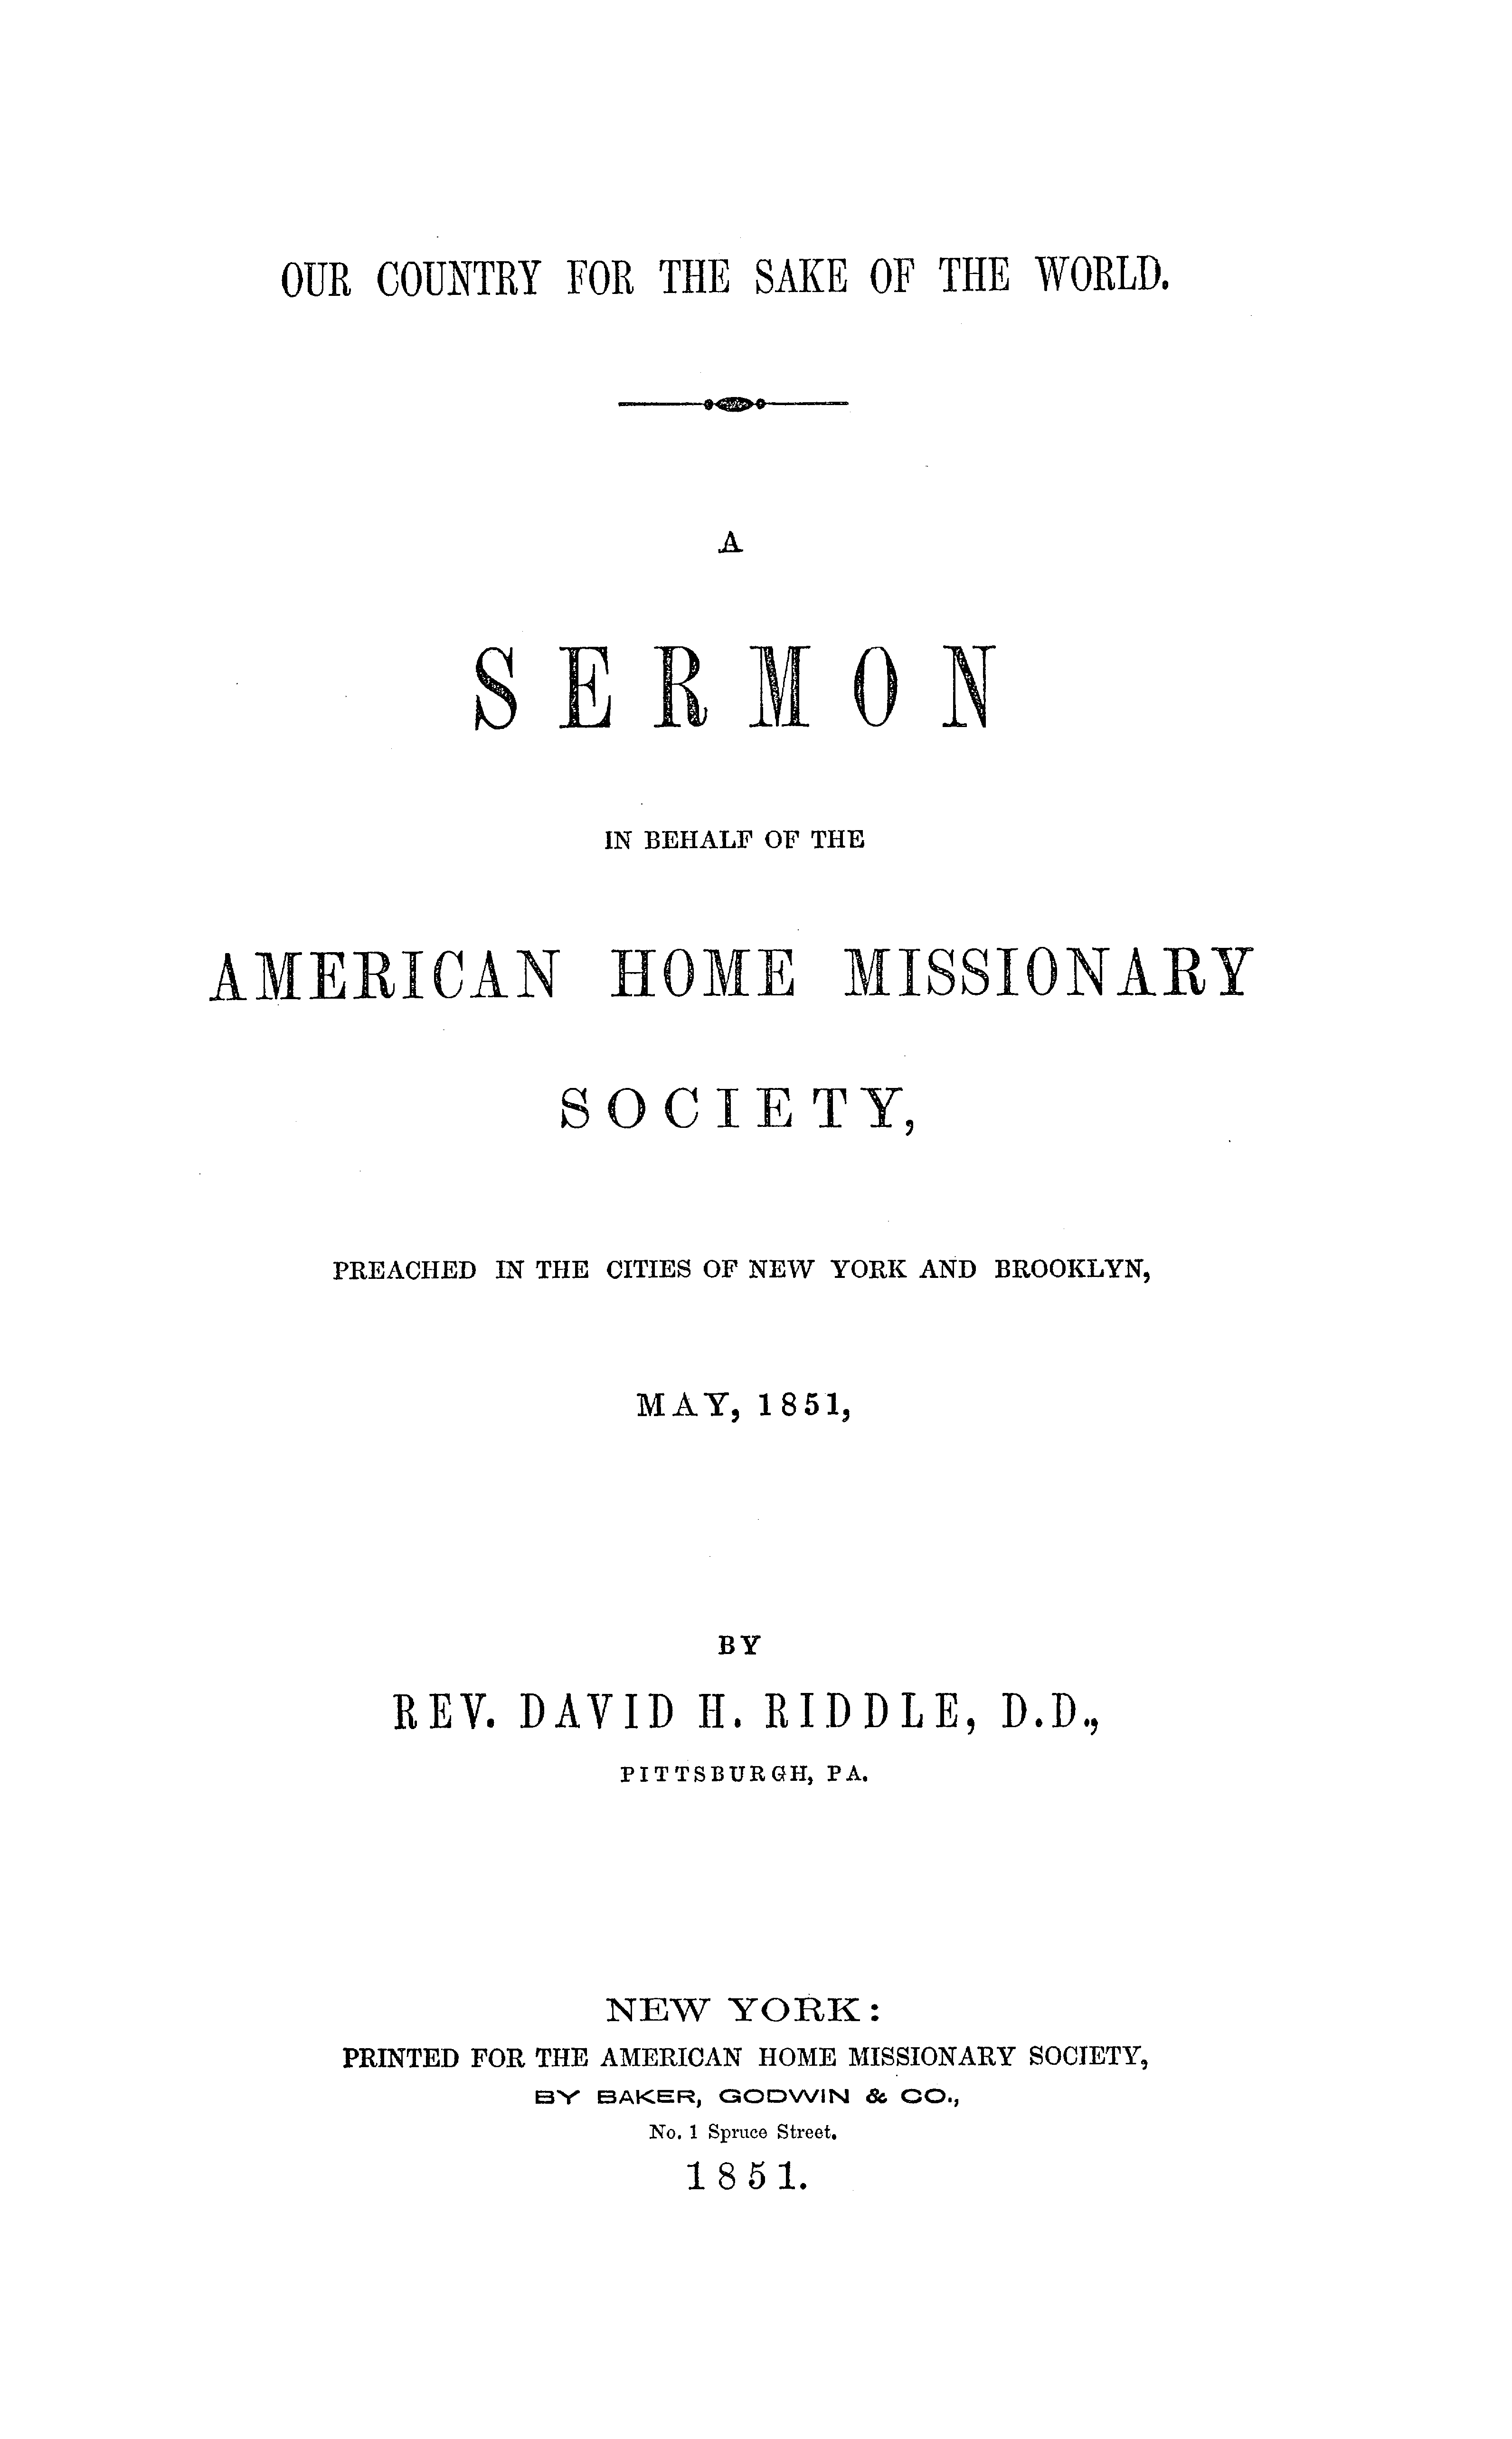 OUR COUNTRY FOR THE SAKE OF THE WORLD.
A
SERMON
IN BEHALF OF THE
AMERICAN HOME MISSIONARY
SOCIETY,
PREACHED IN THE CITIES OF NEW YORK AND BROOKLYN,
MAY, 1851,
BY
REV. DAVID H. RIDDLE, D.D.,
PITTSBURGH, PA.
NEW YORK:
PRINTED FOR THE AMERICAN HOME MISSIONARY SOCIETY,
BY BAKER, GODWIN & CO.,
No. 1 Spruce Street.
1851.